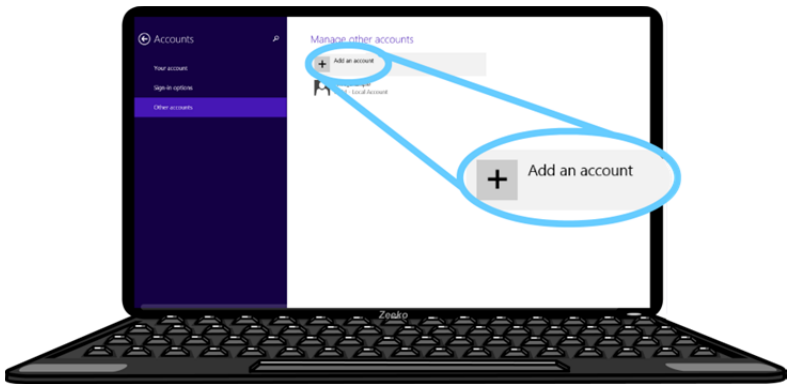 Accounts
Your account
Sign-in options
Other accounts
Manage other accounts
Add an account
Local Account
Add an account
Zeeko